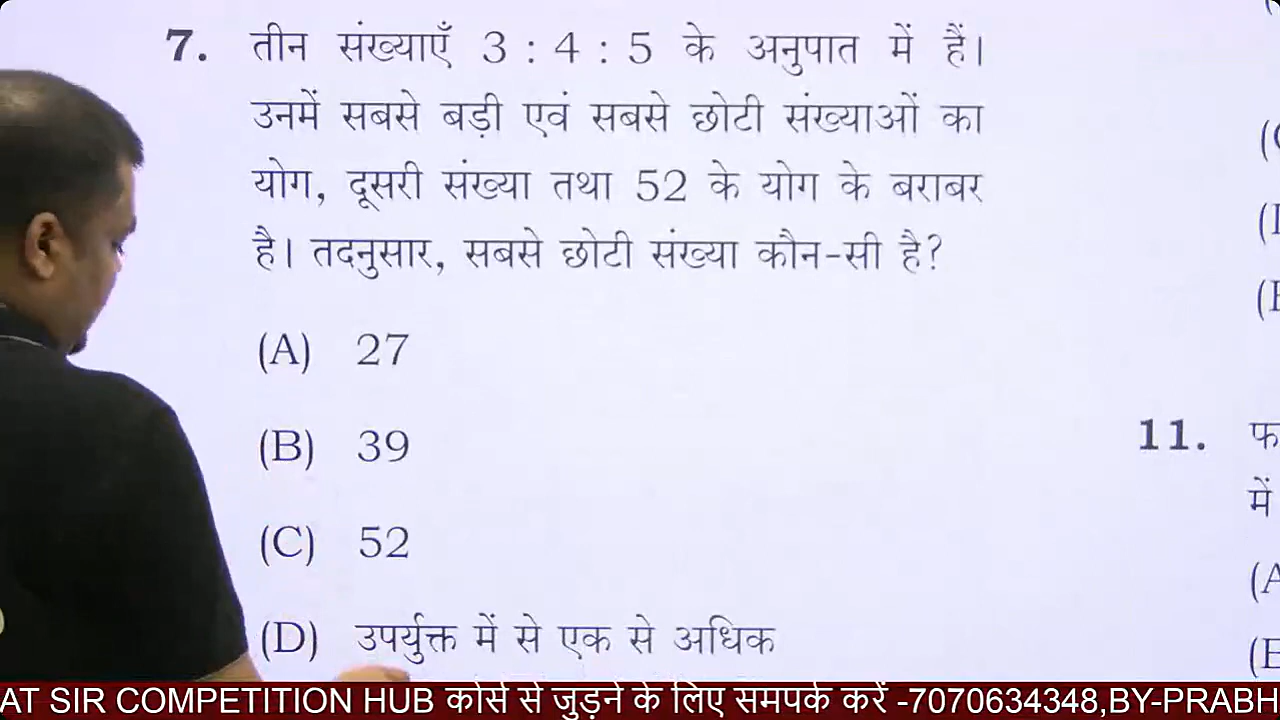 7. तीन संख्याएँ 3 : 4 : 5 के अनुपात में हैं।
उनमें सबसे बड़ी एवं सबसे छोटी संख्याओं का
योग, दूसरी संख्या तथा 52 के योग के बराबर
है। तदनुसार, सबसे छोटी संख्या कौन-सी है?
(A) 27
(B) 39
(C) 52
(D) उपर्युक्त में से एक से अधिक
11. फ
में
AT SIR COMPETITION HUB कोर्स से जुड़ने के लिए सम्पर्क करें -7070634348,BY-PRABH